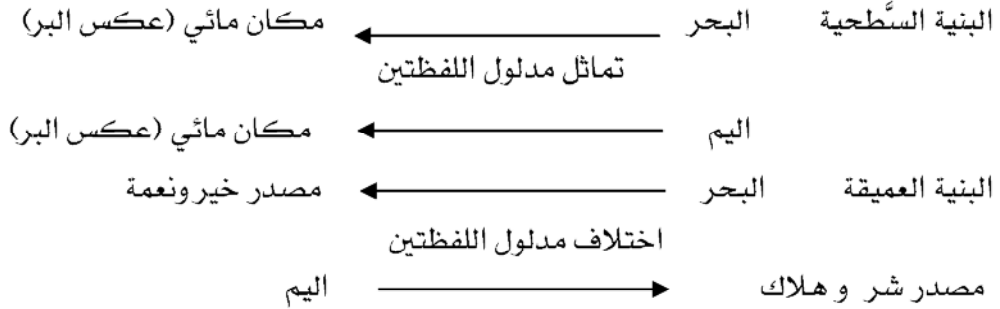 البنية السَّطحية البحر مكان مائي (عكس البر)
تماثل مدلول اللفظتين
اليم مكان مائي (عكس البر)
البنية العميقة البحر مصدر خير ونعمة
اختلاف مدلول اللفظتين
مصدر شر و هلاك اليم